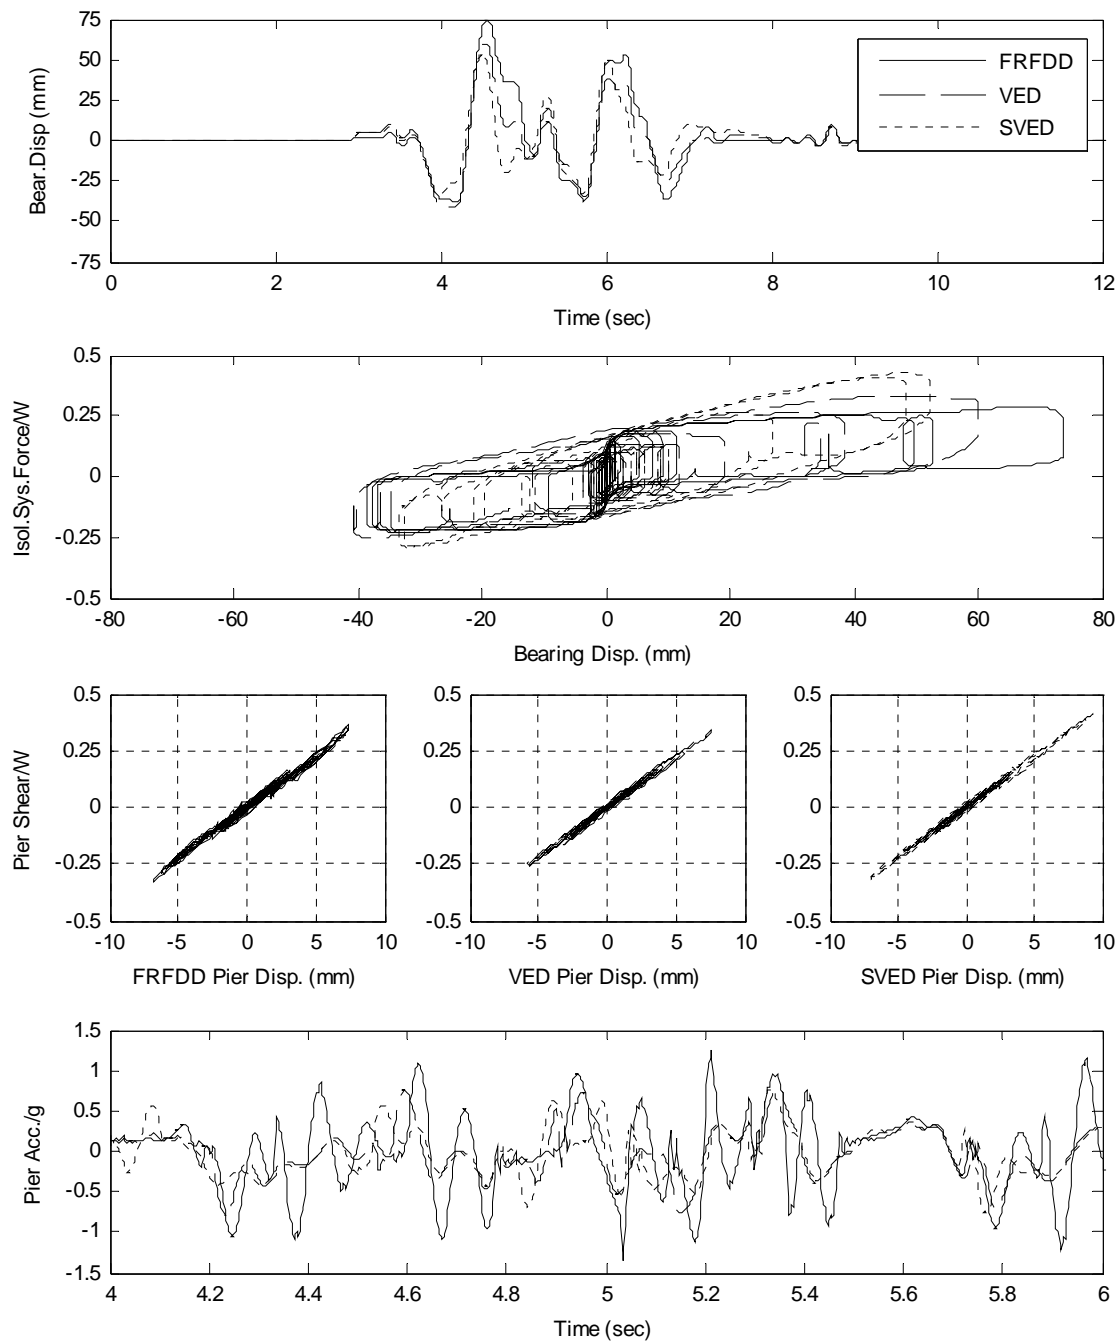 75
50
25
0
-25
-50
-75
Bear.Disp (mm)
FRFDD
VED
SVED
0 2 4 6 8 10 12
Time (sec)
0.5
0.25
0
-0.25
-0.5
Isol.Sys.Force/W
-80 -60 -40 -20 0 20 40 60 80
Bearing Disp. (mm)
0.5 0.5 0.5
0.25 0.25 0.25
0 0 0
-0.25 -0.25 -0.25
-0.5 -0.5 -0.5
Pier Shear/W
-10 -5 0 5 10 -10 -5 0 5 10 -10 -5 0 5 10
FRFDD Pier Disp. (mm) VED Pier Disp. (mm) SVED Pier Disp. (mm)
1.5
1
0.5
0
-0.5
-1
-1.5
Pier Acc./g
4 4.2 4.4 4.6 4.8 5 5.2 5.4 5.6 5.8 6
Time (sec)